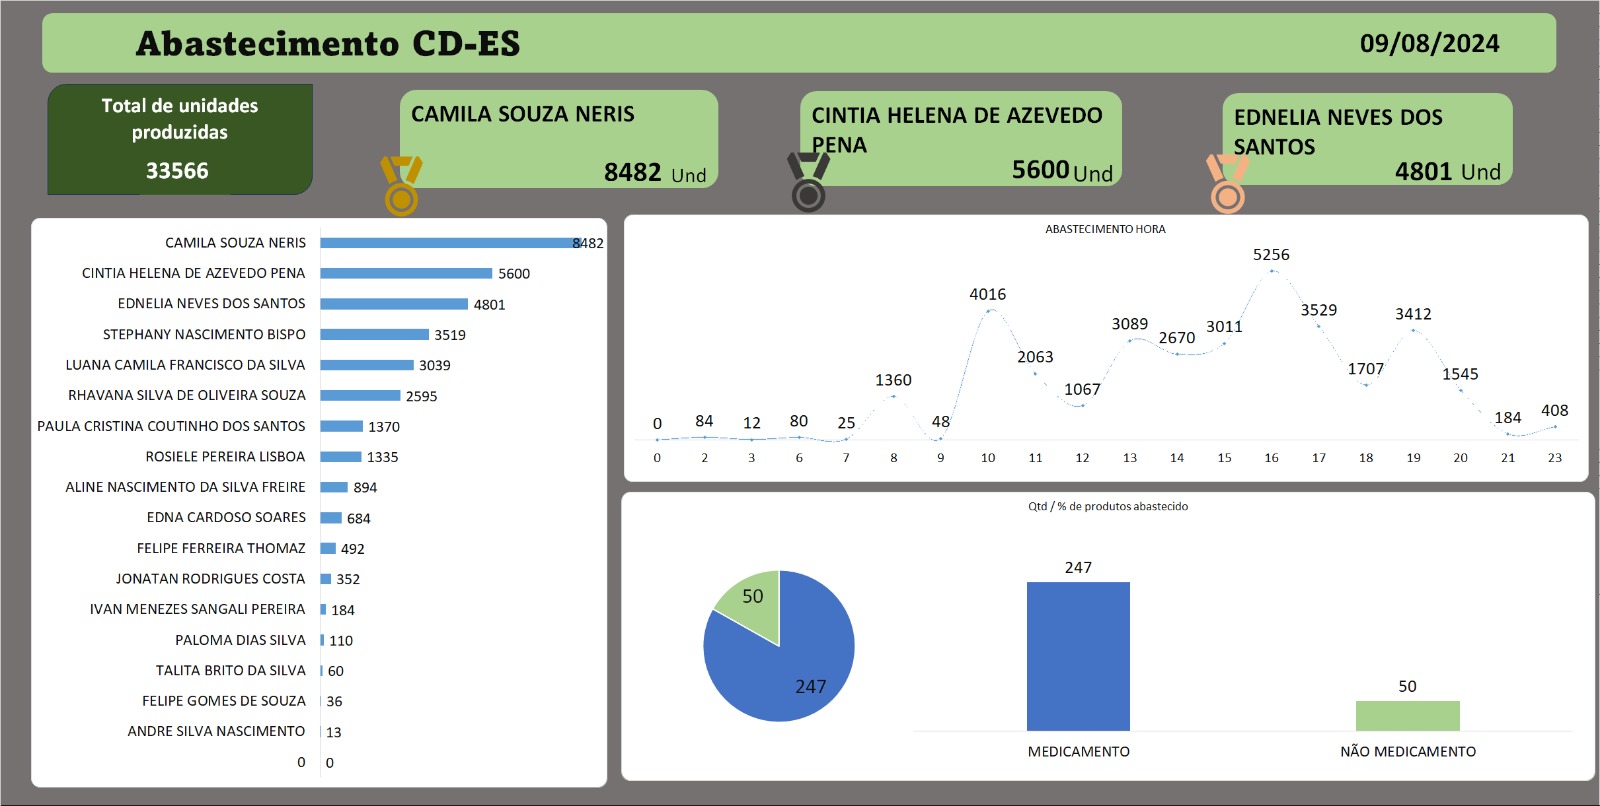 Abastecimento CD-ES
09/08/2024
Total de unidades
produzidas
33566
CAMILA SOUZA NERIS
8482 Und
CINTIA HELENA DE AZEVEDO
PENA
5600 Und
EDNELIA NEVES DOS
SANTOS
4801 Und
CAMILA SOUZA NERIS 8482
CINTIA HELENA DE AZEVEDO PENA 5600
EDNELIA NEVES DOS SANTOS 4801
STEPHANY NASCIMENTO BISPO 3519
LUANA CAMILA FRANCISCO DA SILVA 3039
RHAVANA SILVA DE OLIVEIRA SOUZA 2595
PAULA CRISTINA COUTINHO DOS SANTOS 1370
ROSIELE PEREIRA LISBOA 1335
ALINE NASCIMENTO DA SILVA FREIRE 894
EDNA CARDOSO SOARES 684
FELIPE FERREIRA THOMAZ 492
JONATAN RODRIGUES COSTA 352
IVAN MENEZES SANGALI PEREIRA 184
PALOMA DIAS SILVA 110
TALITA BRITO DA SILVA 60
FELIPE GOMES DE SOUZA 36
ANDRE SILVA NASCIMENTO 13
0 0
ABASTECIMENTO HORA
0 84 12 80 25 1360 48 4016 2063 1067 3089 2670 3011 5256 3529 1707 3412 1545 184 408
0 2 3 6 7 8 9 10 11 12 13 14 15 16 17 18 19 20 21 23
Qtd / % de produtos abastecido
50
247
247
50
MEDICAMENTO NÃO MEDICAMENTO